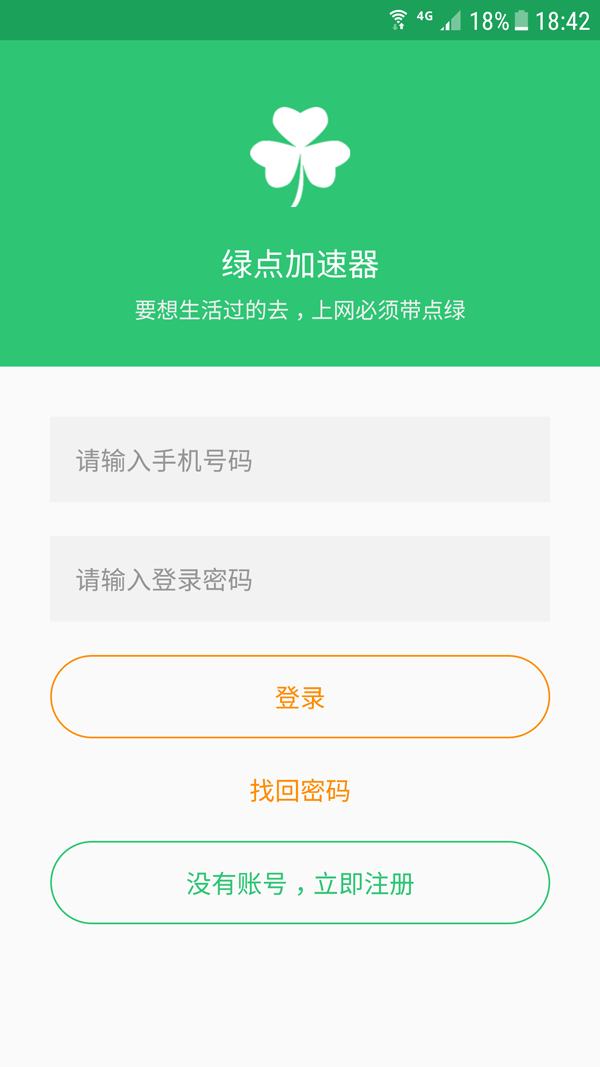 4G 18% 18:42
绿点加速器
要想生活过的去，上网必须带点绿
请输入手机号码
请输入登录密码
登录
找回密码
没有账号，立即注册